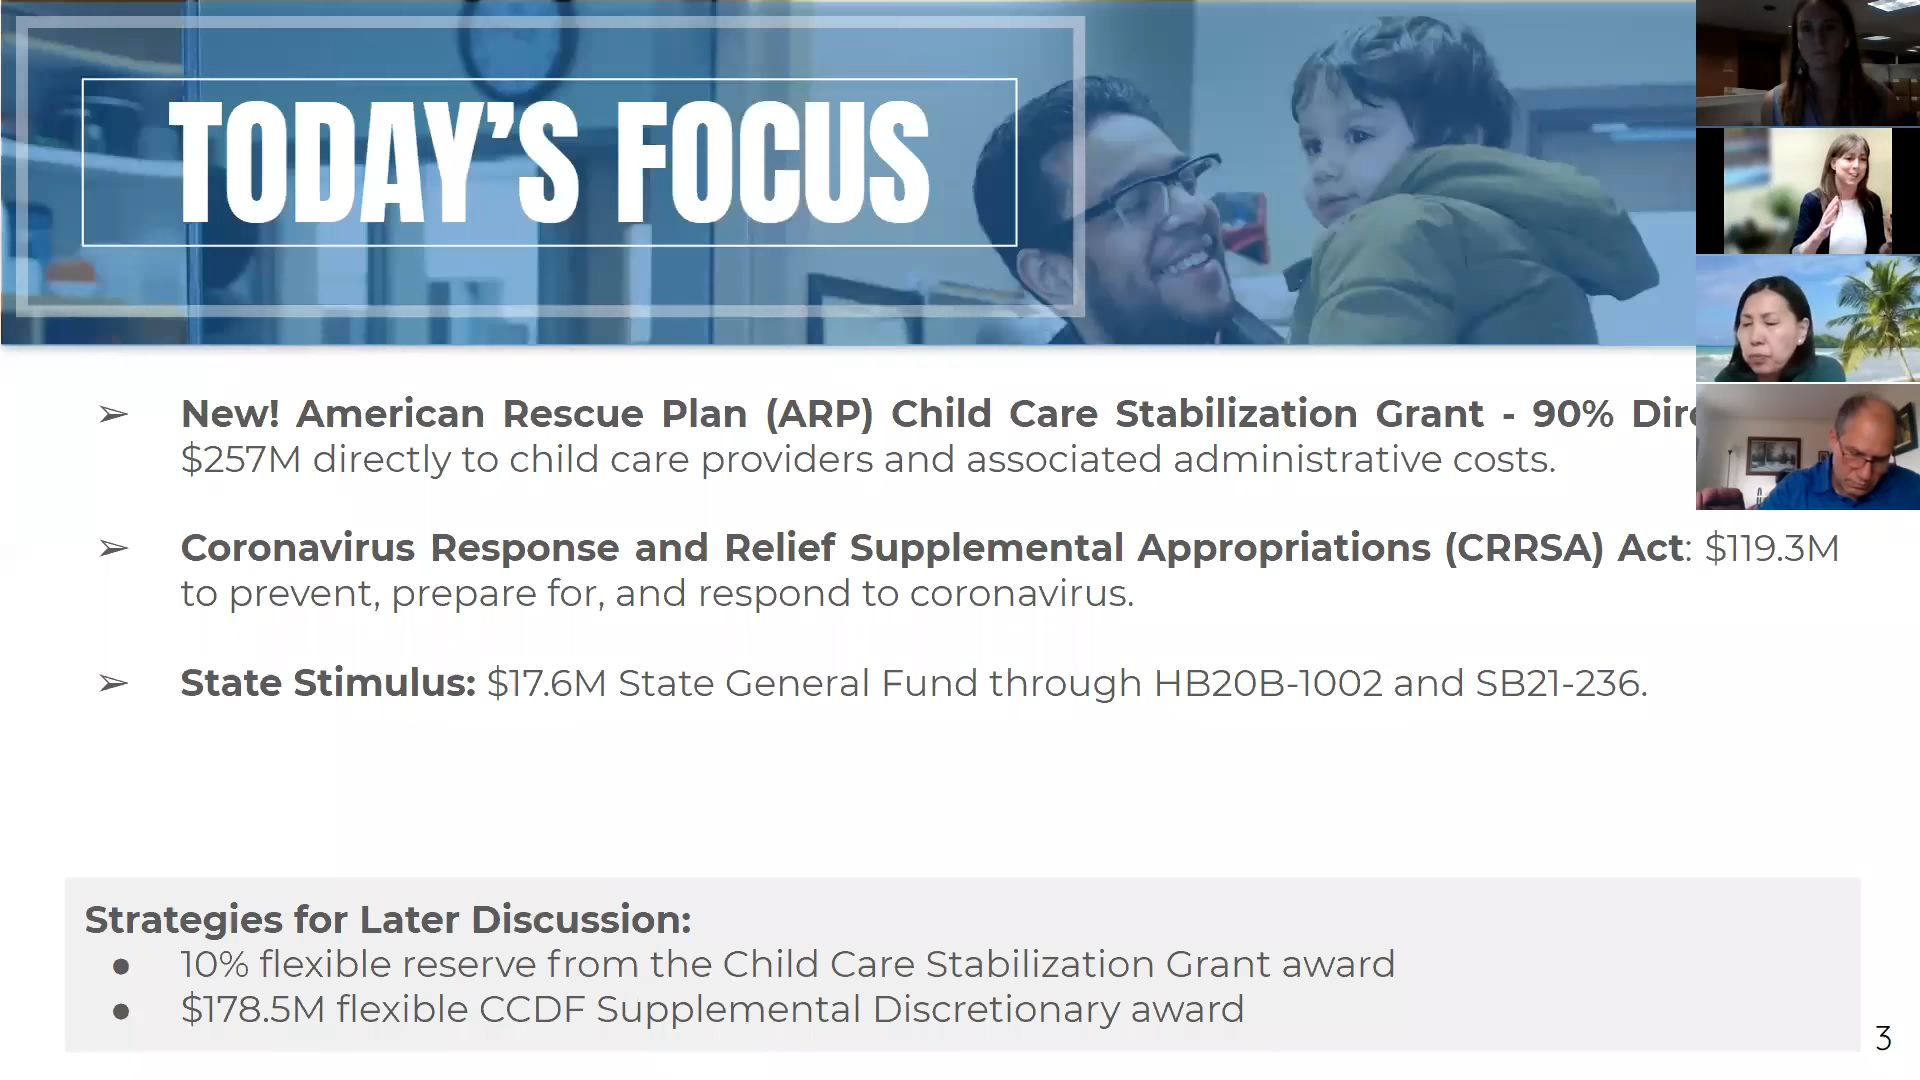 TODAY'S FOCUS
➢ New! American Rescue Plan (ARP) Child Care Stabilization Grant - 90%
$257M directly to child care providers and associated administrative costs.
➢ Coronavirus Response and Relief Supplemental Appropriations (CRRSA) Act: $119.3M
to prevent, prepare for, and respond to coronavirus.
➢ State Stimulus: $17.6M State General Fund through HB20B-1002 and SB21-236.
Strategies for Later Discussion:
● 10% flexible reserve from the Child Care Stabilization Grant award
● $178.5M flexible CCDF Supplemental Discretionary award
3